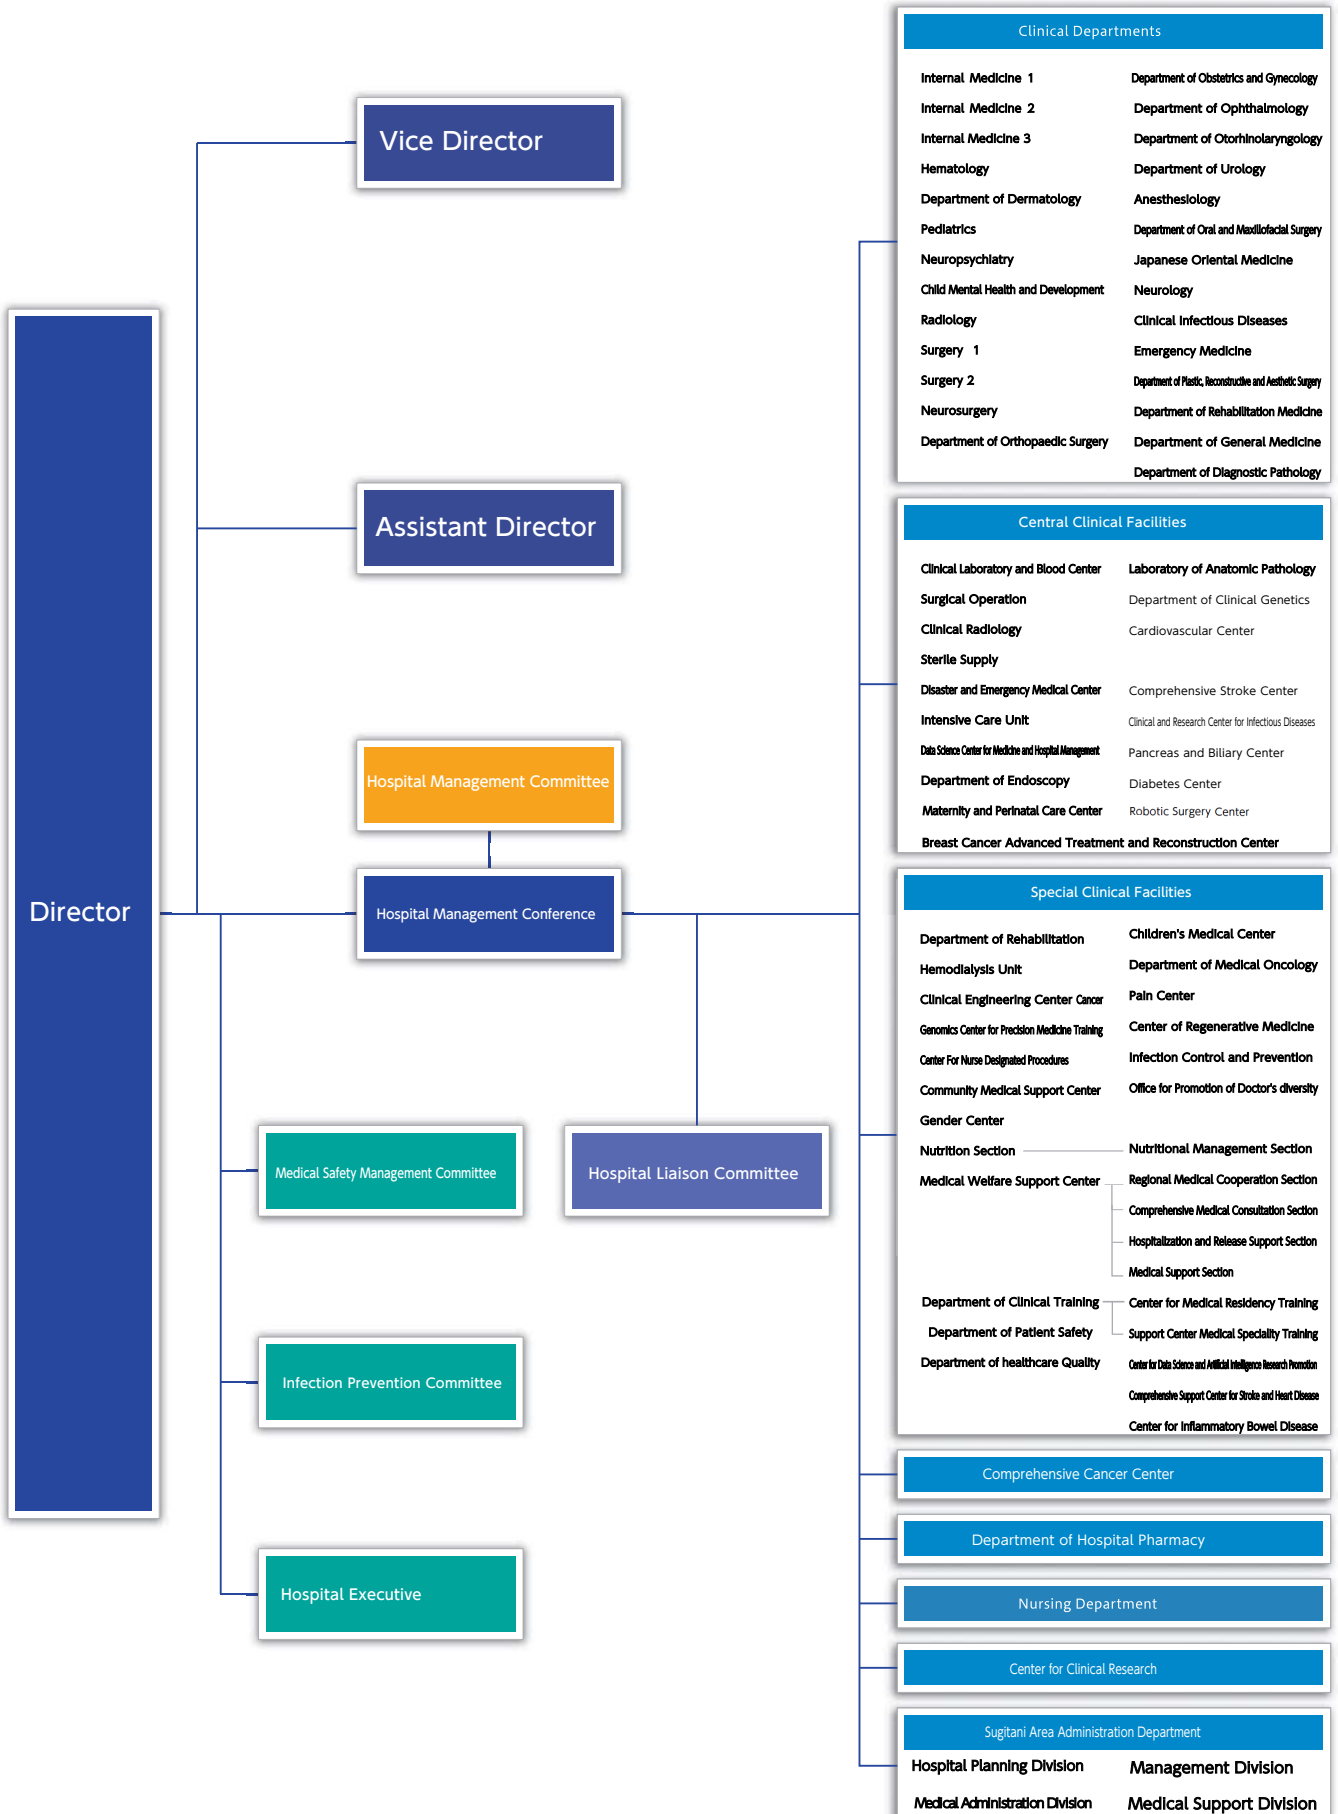 Director
Vice Director
Assistant Director
Hospital Management Committee
Hospital Management Conference
Medical Safety Management Committee
Hospital Liaison Committee
Infection Prevention Committee
Hospital Executive
Clinical Departments
Internal Medicine 1
Internal Medicine 2
Internal Medicine 3
Hematology
Department of Dermatology
Pediatrics
Neuropsychiatry
Child Mental Health and Development
Radiology
Surgery 1
Surgery 2
Neurosurgery
Department of Orthopaedic Surgery
Department of Obstetrics and Gynecology
Department of Ophthalmology
Department of Otorhinolaryngology
Department of Urology
Anesthesiology
Department of Oral and Maxillofacial Surgery
Japanese Oriental Medicine
Neurology
Clinical Infectious Diseases
Emergency Medicine
Department of Plastic, Reconstructive and Aesthetic Surgery
Department of Rehabilitation Medicine
Department of General Medicine
Department of Diagnostic Pathology
Central Clinical Facilities
Clinical Laboratory and Blood Center
Surgical Operation
Clinical Radiology
Sterile Supply
Disaster and Emergency Medical Center
Intensive Care Unit
Data Science Center for Medicine and Hospital Management
Department of Endoscopy
Maternity and Perinatal Care Center
Breast Cancer Advanced Treatment and Reconstruction Center
Laboratory of Anatomic Pathology
Department of Clinical Genetics
Cardiovascular Center
Comprehensive Stroke Center
Clinical and Research Center for Infectious Diseases
Pancreas and Biliary Center
Diabetes Center
Robotic Surgery Center
Special Clinical Facilities
Department of Rehabilitation
Hemodialysis Unit
Clinical Engineering Center Cancer
Genomics Center for Precision Medicine Training
Center For Nurse Designated Procedures
Community Medical Support Center
Gender Center
Nutrition Section
Medical Welfare Support Center
Department of Clinical Training
Department of Patient Safety
Department of healthcare Quality
Children's Medical Center
Department of Medical Oncology
Pain Center
Center of Regenerative Medicine
Infection Control and Prevention
Office for Promotion of Doctor's diversity
Nutritional Management Section
Regional Medical Cooperation Section
Comprehensive Medical Consultation Section
Hospitalization and Release Support Section
Medical Support Section
Center for Medical Residency Training
Support Center Medical Speciality Training
Center for Data Science and Artificial Intelligence Research Promotion
Comprehensive Support Center for Stroke and Heart Disease
Center for Inflammatory Bowel Disease
Comprehensive Cancer Center
Department of Hospital Pharmacy
Nursing Department
Center for Clinical Research
Sugitani Area Administration Department
Hospital Planning Division
Management Division
Medical Administration Division
Medical Support Division